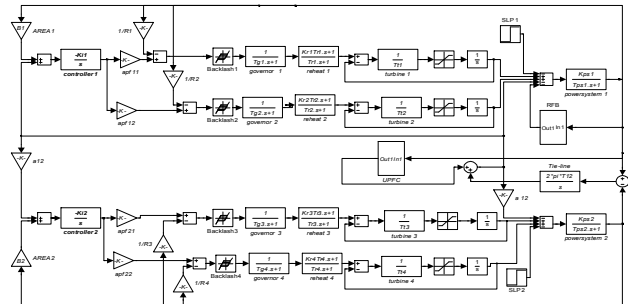 B1
AREA1
-Ki1
s
controller1
-K-
apf 11
1/R1
-K-
-K-
1/R2
-K-
apf12
Backlash1
1
Tg1.s+1
governor 1
Kr1Tr1.s+1
Tr1.s+1
reheat 1
1
Tt1
turbine 1
1
s
SLP1
Kps1
Tps1.s+1
powersystem 1
Backlash2
1
Tg2.s+1
governor 2
Kr2Tr2.s+1
Tr2.s+1
reheat 2
1
Tt2
turbine 2
1
s
RFB
Out1 In1
-K-
a12
Out1 In1
UPFC
Tie-line
2*pi*T12
s
-K-
a 12
-Ki2
s
controller2
-K-
apf21
Backlash3
1
Tg3.s+1
governor 3
Kr3Tr3.s+1
Tr3.s+1
reheat 3
1
Tt3
turbine 3
1
s
Kps2
Tps2.s+1
powersystem 2
B2
AREA2
-K-
apf22
-K-
1/R3
-K-
1/R4
Backlash4
1
Tg4.s+1
governor 4
Kr4Tr4.s+1
Tr4.s+1
reheat 4
1
Tt4
turbine 4
1
s
SLP2